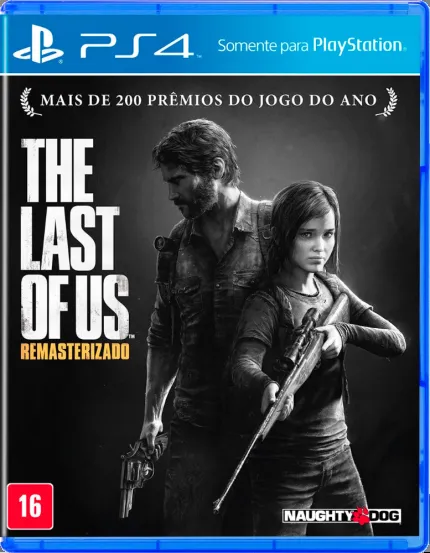 PS4
Somente para PlayStation®
MAIS DE 200 PRÊMIOS DO JOGO DO ANO
THE
LAST
OF US™
REMASTERIZADO
16
NAUGHTY DOG